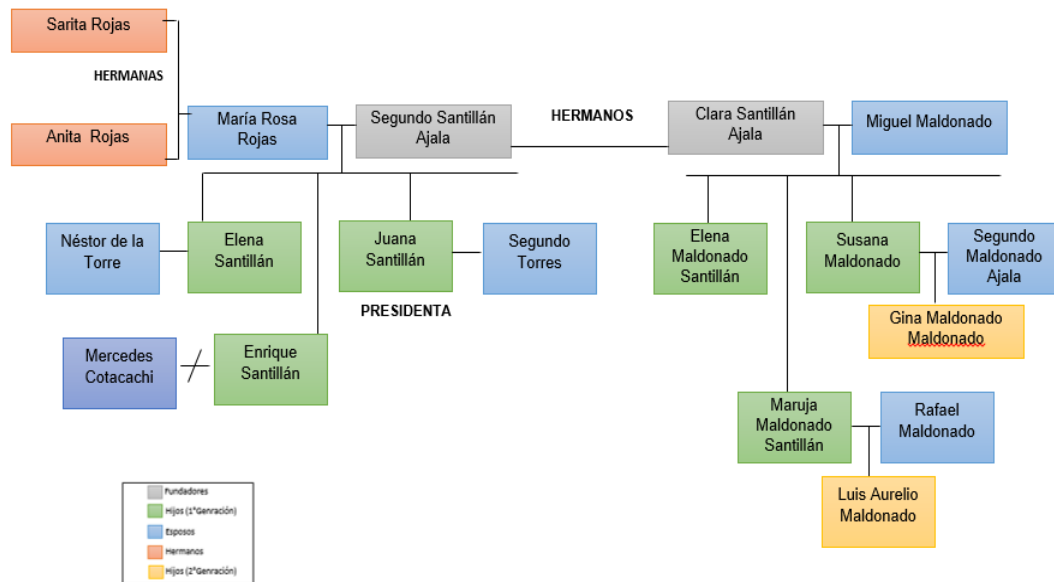 Sarita Rojas
HERMANAS
Anita Rojas
María Rosa
Rojas
Segundo Santillán
Ajala
HERMANOS
Clara Santillán
Ajala
Miguel Maldonado
Néstor de la
Torre
Elena
Santillán
Juana
Santillán
Segundo
Torres
PRESIDENTA
Elena
Maldonado
Santillán
Susana
Maldonado
Segundo
Maldonado
Ajala
Gina Maldonado
Maldonado
Mercedes
Cotacachi
Enrique
Santillán
Maruja
Maldonado
Santillán
Rafael
Maldonado
Luis Aurelio
Maldonado
Fundadores
Hijos (1°Genración)
Esposos
Hermanos
Hijos (2°Genración)